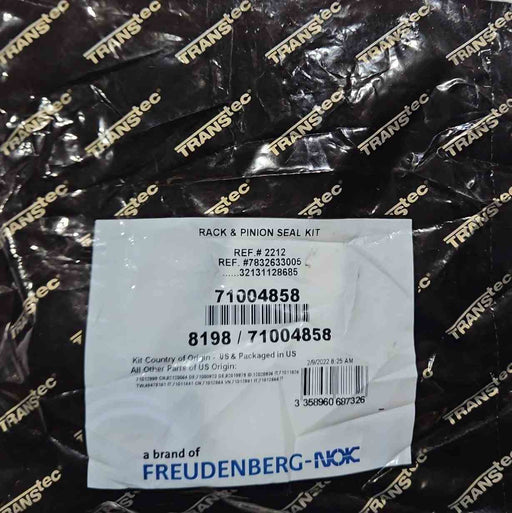 TRANStec
RACK & PINION SEAL KIT
REF.# 2212
REF. #7832633005
......32131128685
71004858
8198 / 71004858
Kit Country of Origin - US & Packaged in US
All Other Parts of US Origin:
2/9/2022 8:25 AM
3 358960 697326
a brand of
FREUDENBERG-NOK